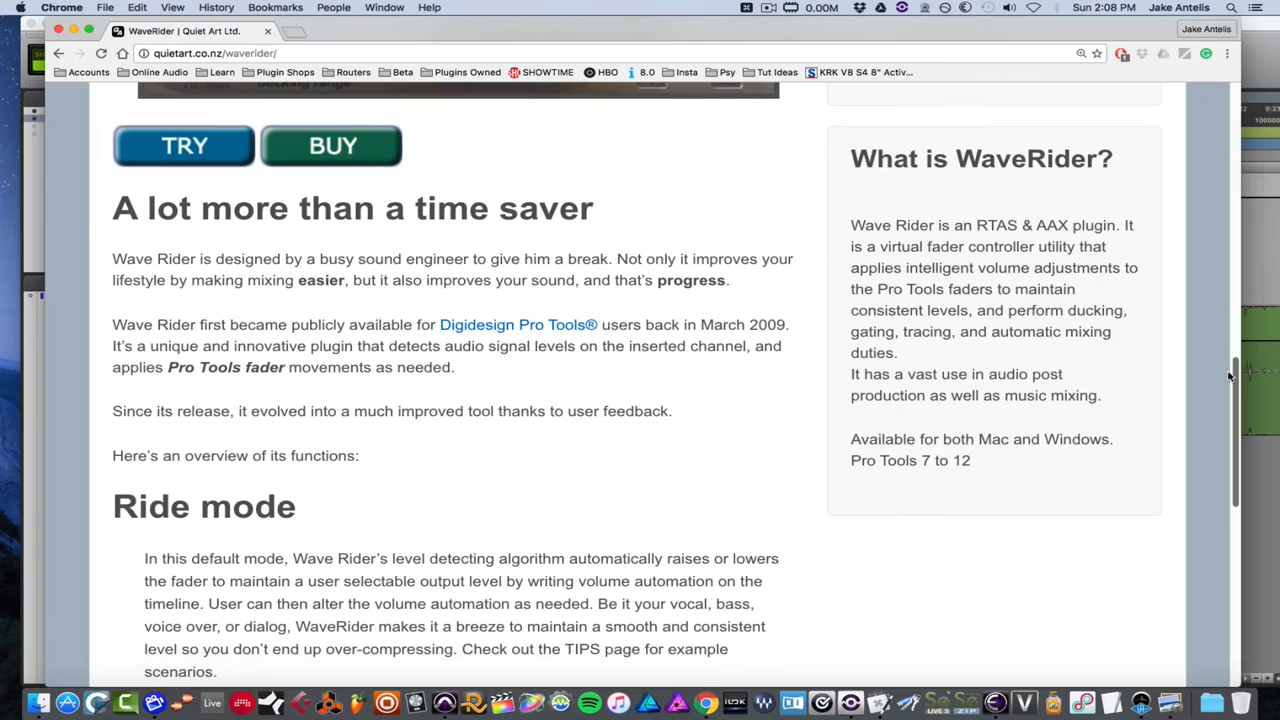 Chrome File Edit View History Bookmarks People Window Help 0.00M Sun 2:08 PM Jake Antelis
WaveRider | Quiet Art Ltd. Jake Antelis
quietart.co.nz/waverider/
Accounts Online Audio Learn Plugin Shops Routers Beta Plugins Owned SHOWTIME HBO 8.0 Insta Psy Tut Ideas KRK V8 S4 8" Activ...
TRY BUY
A lot more than a time saver
Wave Rider is designed by a busy sound engineer to give him a break. Not only it improves your
lifestyle by making mixing easier, but it also improves your sound, and that's progress.
Wave Rider first became publicly available for Digidesign Pro Tools® users back in March 2009.
It's a unique and innovative plugin that detects audio signal levels on the inserted channel, and
applies Pro Tools fader movements as needed.
Since its release, it evolved into a much improved tool thanks to user feedback.
Here's an overview of its functions:
Ride mode
In this default mode, Wave Rider's level detecting algorithm automatically raises or lowers
the fader to maintain a user selectable output level by writing volume automation on the
timeline. User can then alter the volume automation as needed. Be it your vocal, bass,
voice over, or dialog, WaveRider makes it a breeze to maintain a smooth and consistent
level so you don't end up over-compressing. Check out the TIPS page for example
scenarios.
What is WaveRider?
Wave Rider is an RTAS & AAX plugin. It
is a virtual fader controller utility that
applies intelligent volume adjustments to
the Pro Tools faders to maintain
consistent levels, and perform ducking,
gating, tracing, and automatic mixing
duties.
It has a vast use in audio post
production as well as music mixing.
Available for both Mac and Windows.
Pro Tools 7 to 12
Live